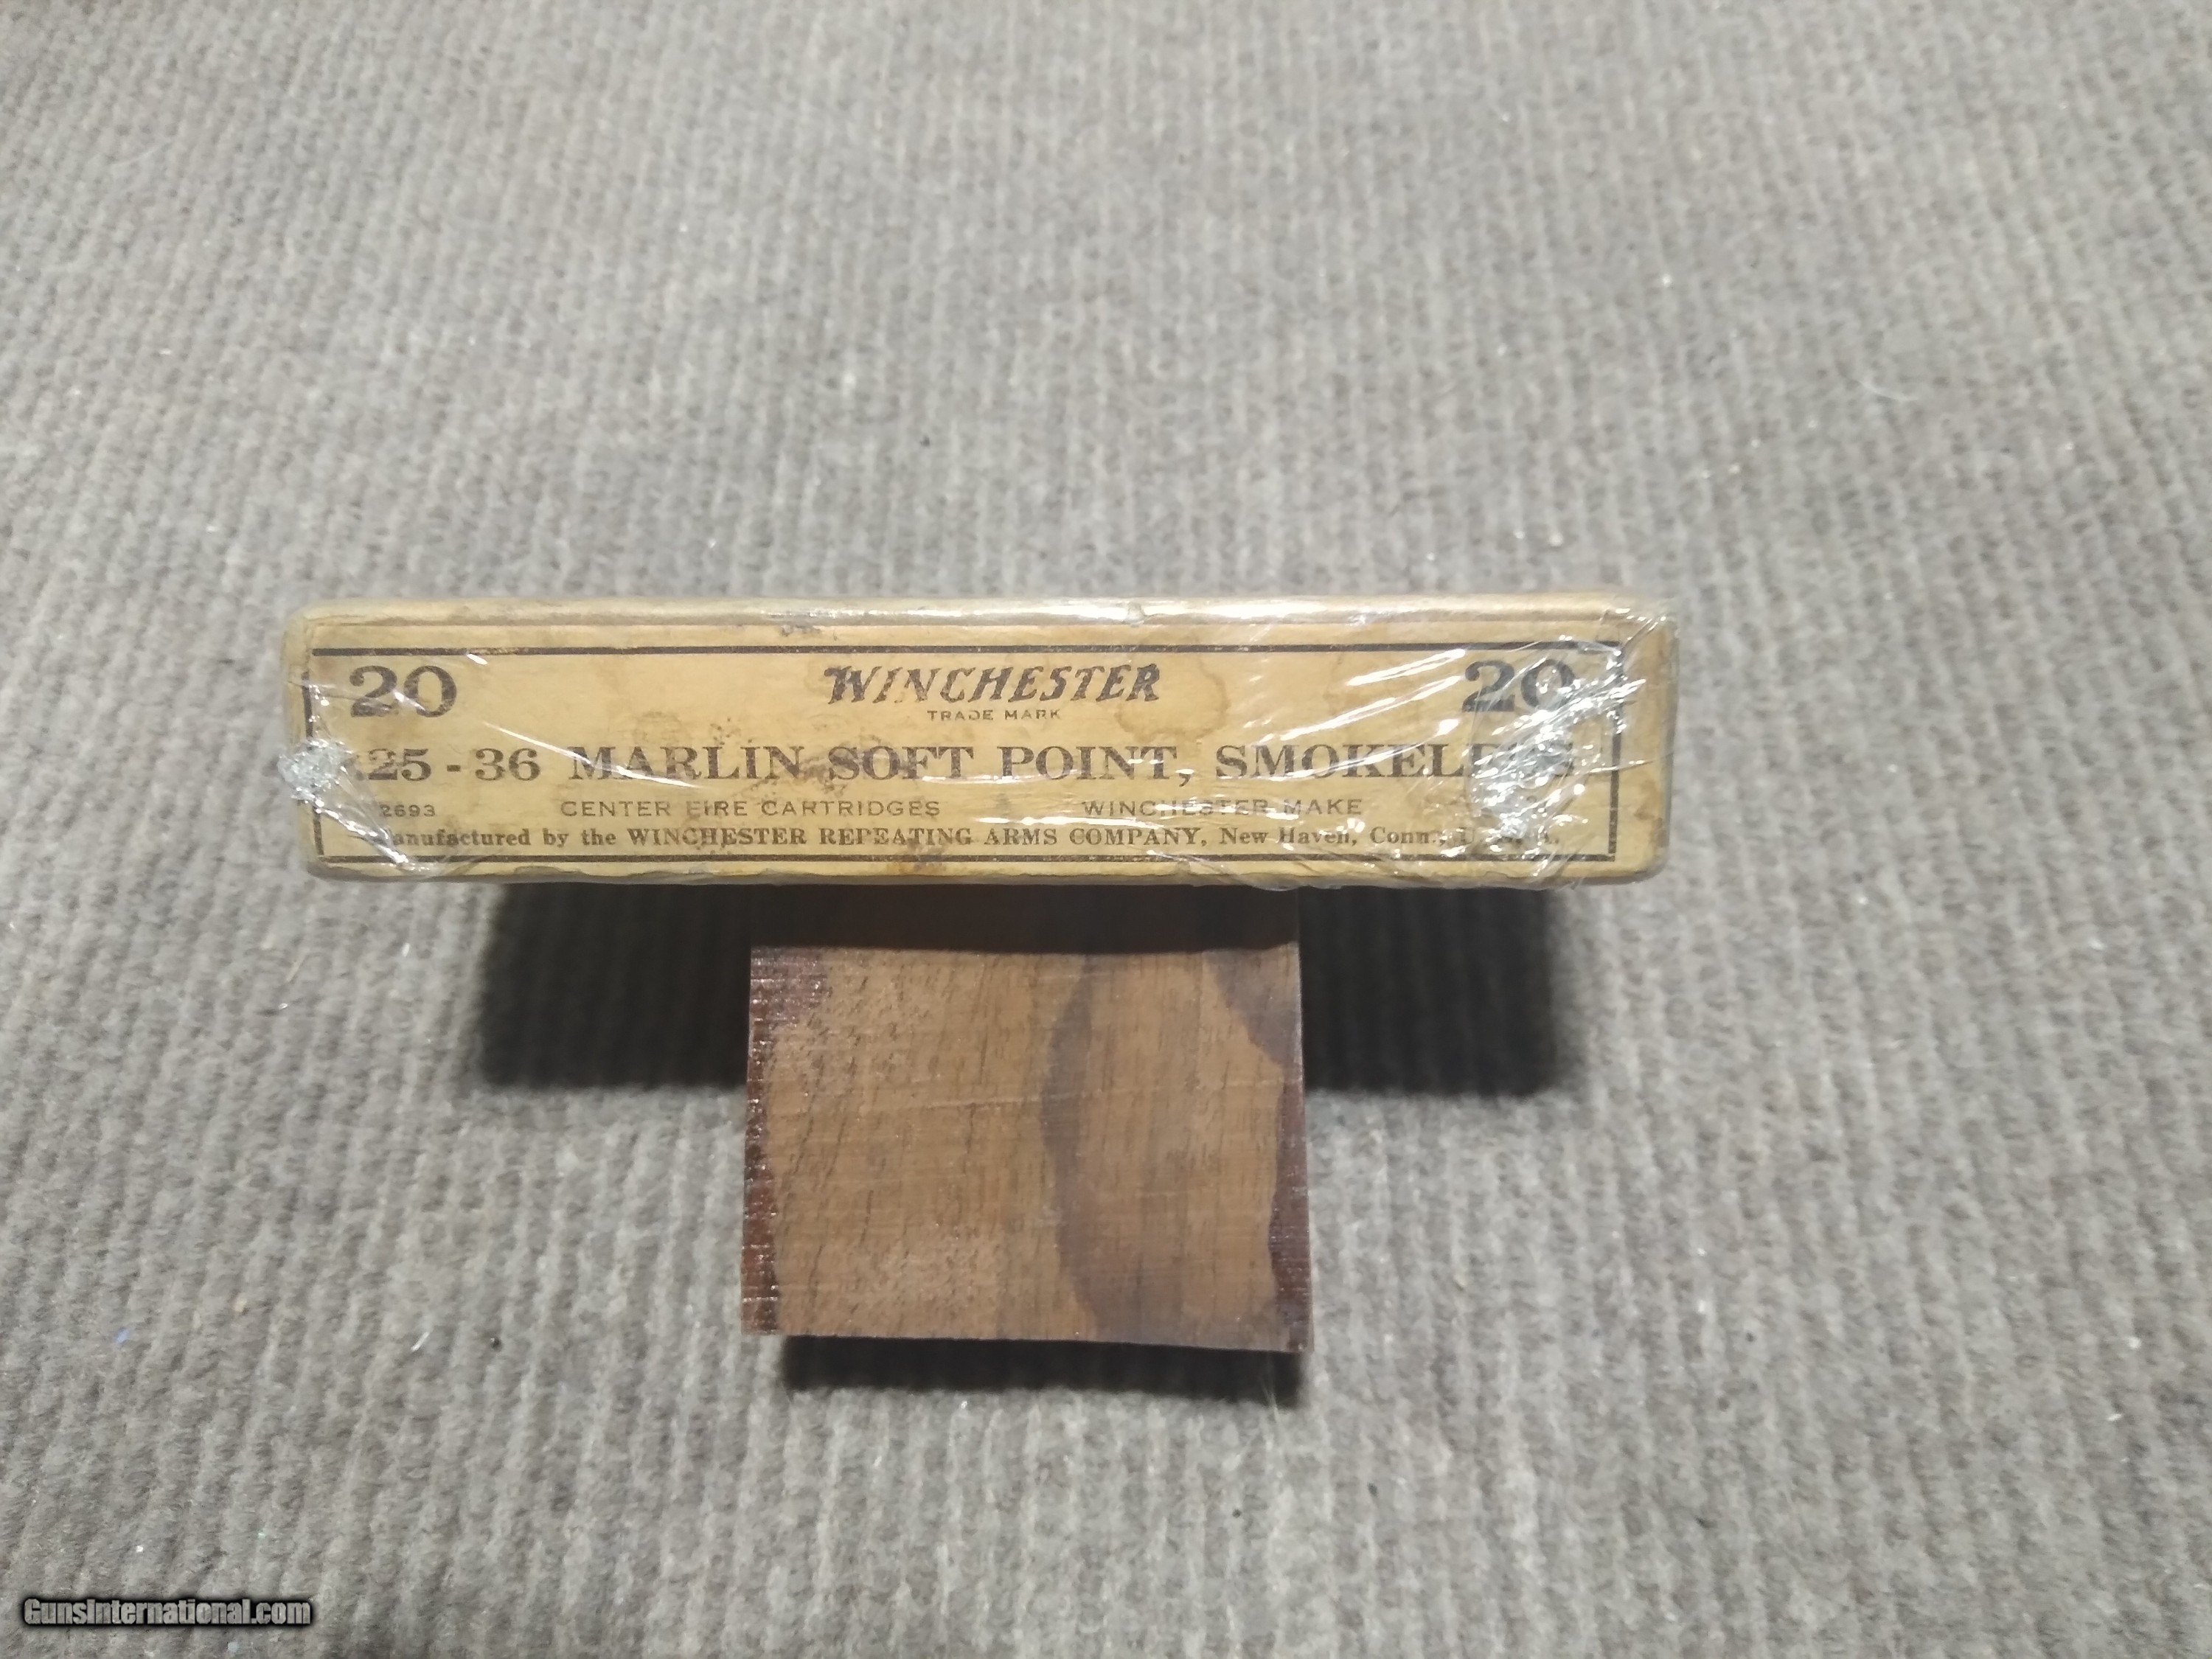 20 WINCHESTER 20
TRADE MARK
.25-36 MARLIN SOFT POINT, SMOKELESS
2693 CENTER FIRE CARTRIDGES WINCHESTER MAKE
Manufactured by the WINCHESTER REPEATING ARMS COMPANY, New Haven, Conn., U. S. A.
GunsInternational.com